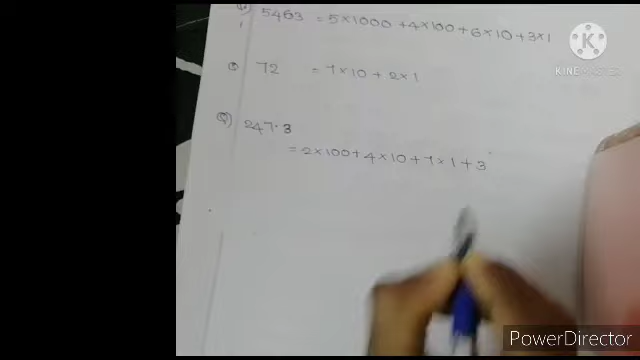 5463 = 5×1000 + 4×100 + 6×10 + 3×1
72 = 7×10 + 2×1
247.3
= 2×100 + 4×10 + 7×1 + 3
KINEMASTER
PowerDirector